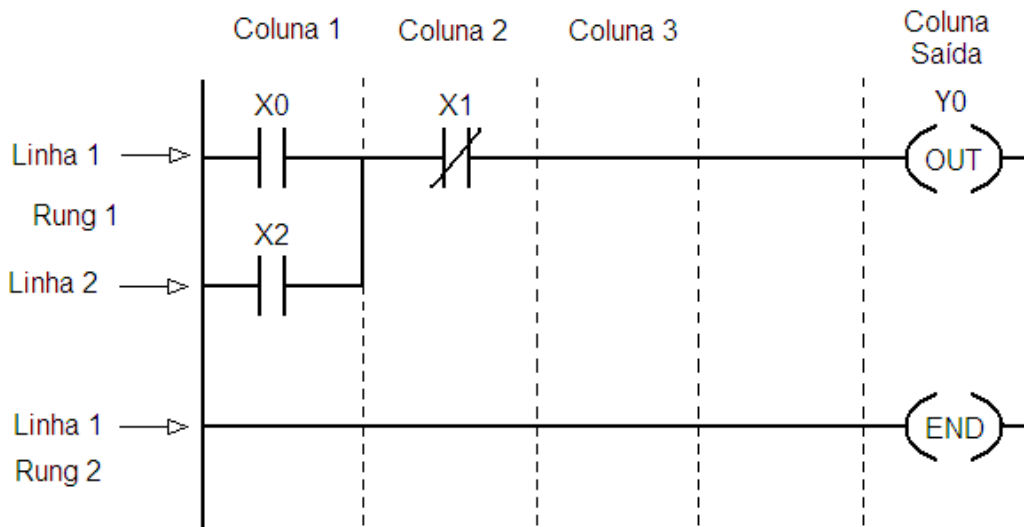 Coluna 1
Coluna 2
Coluna 3
Coluna
Saída
X0
X1
Y0
Linha 1
OUT
Rung 1
X2
Linha 2
Linha 1
END
Rung 2